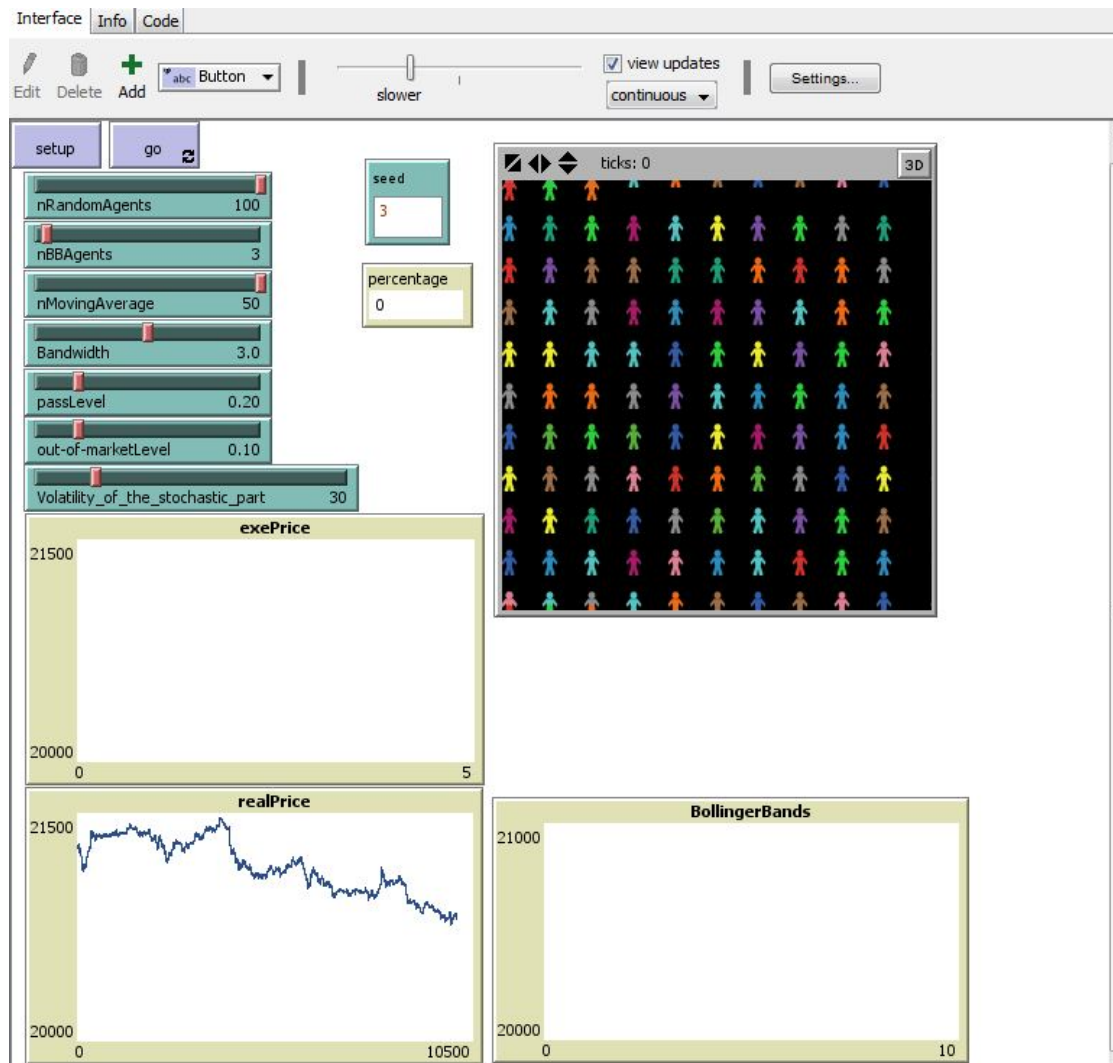 Interface Info Code
Edit Delete Add abc Button slower view updates continuous Settings...
setup go
nRandomAgents 100
nBBAgents 3
nMovingAverage 50
Bandwidth 3.0
passLevel 0.20
out-of-marketLevel 0.10
Volatility_of_the_stochastic_part 30
seed
3
percentage
0
ticks: 0 3D
exePrice
21500
20000
0 5
realPrice
21500
20000
0 10500
BollingerBands
21000
20000
0 10